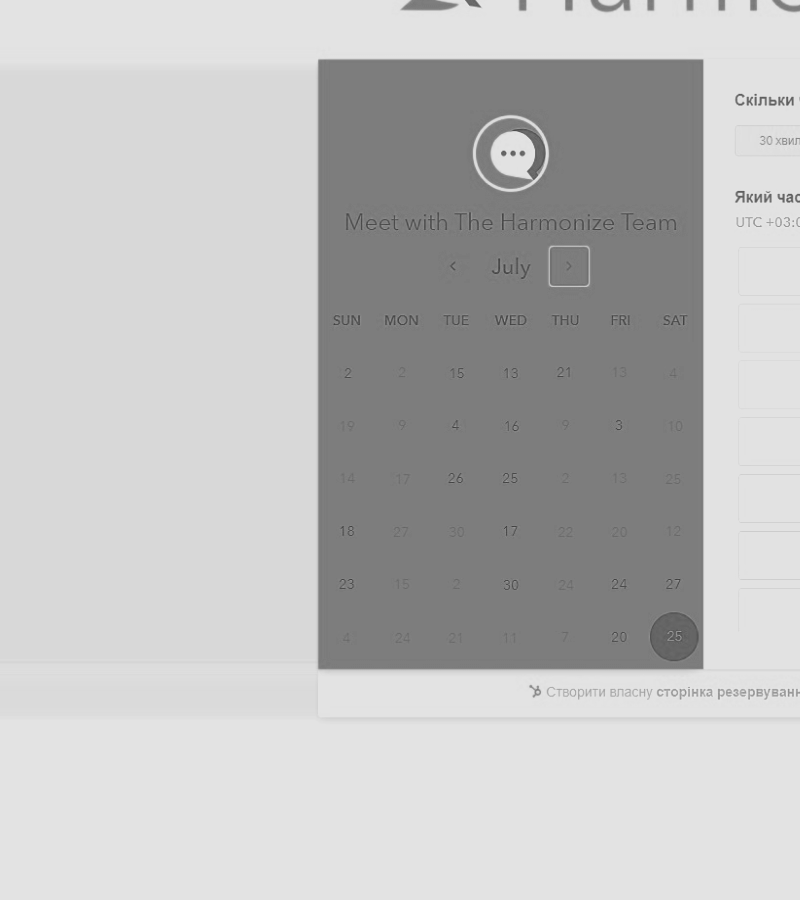 Harmo
Meet with The Harmonize Team
July
SUN MON TUE WED THU FRI SAT
2 2 15 13 21 13 4
19 9 4 16 9 3 10
14 17 26 25 2 13 25
18 27 30 17 22 20 12
23 15 2 30 24 24 27
4 24 21 11 7 20 25
Скільки
30 хвил
Який час
UTC +03:0
Створити власну сторінка резервуванн